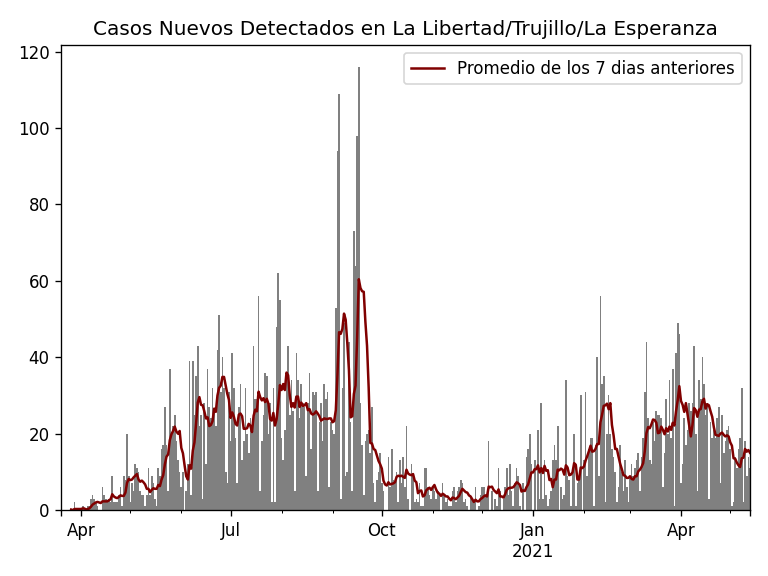 Casos Nuevos Detectados en La Libertad/Trujillo/La Esperanza
Promedio de los 7 dias anteriores
120
100
80
60
40
20
0
Apr Jul Oct Jan Apr
2021